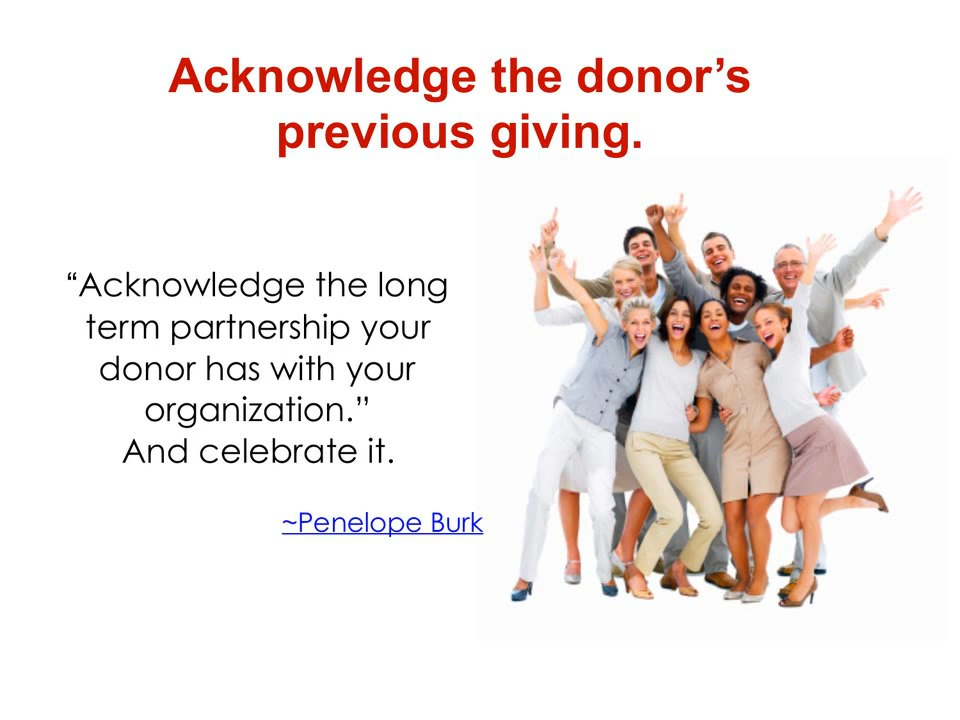 Acknowledge the donor’s
previous giving.
“Acknowledge the long
term partnership your
donor has with your
organization.”
And celebrate it.
~Penelope Burk